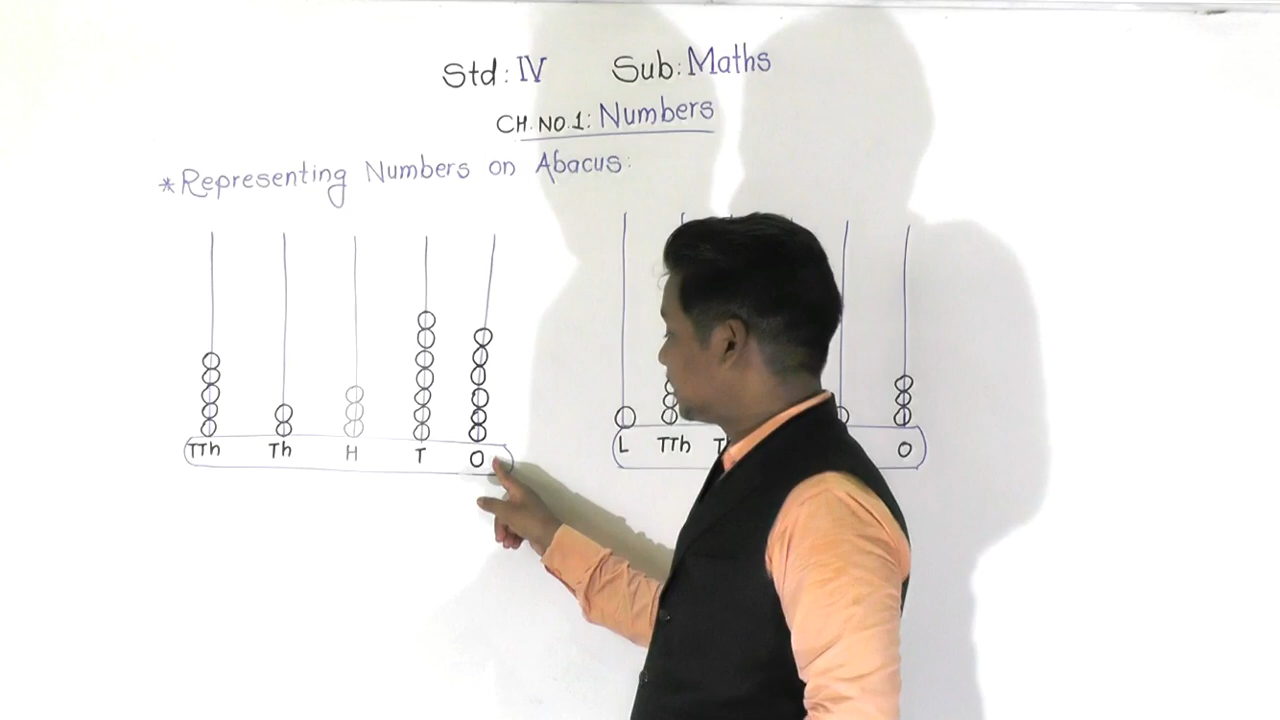 Std: IV Sub: Maths
CH.NO.1: Numbers
*Representing Numbers on Abacus:
TTh Th H T O
L TTh O